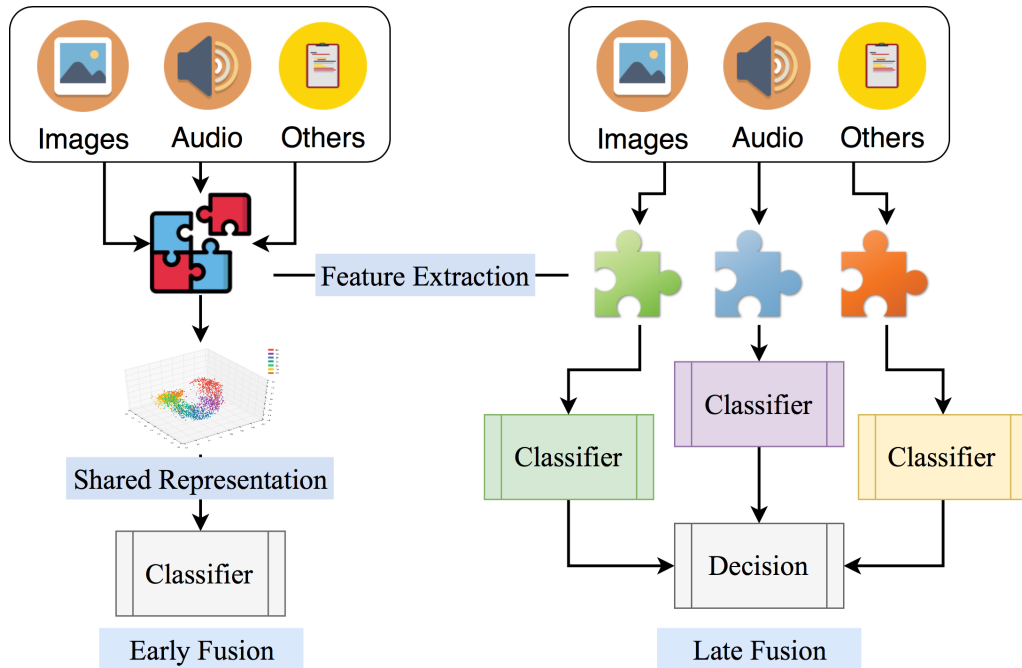 Images Audio Others
Images Audio Others
Feature Extraction
Classifier
Classifier
Classifier
Shared Representation
Classifier
Decision
Early Fusion
Late Fusion